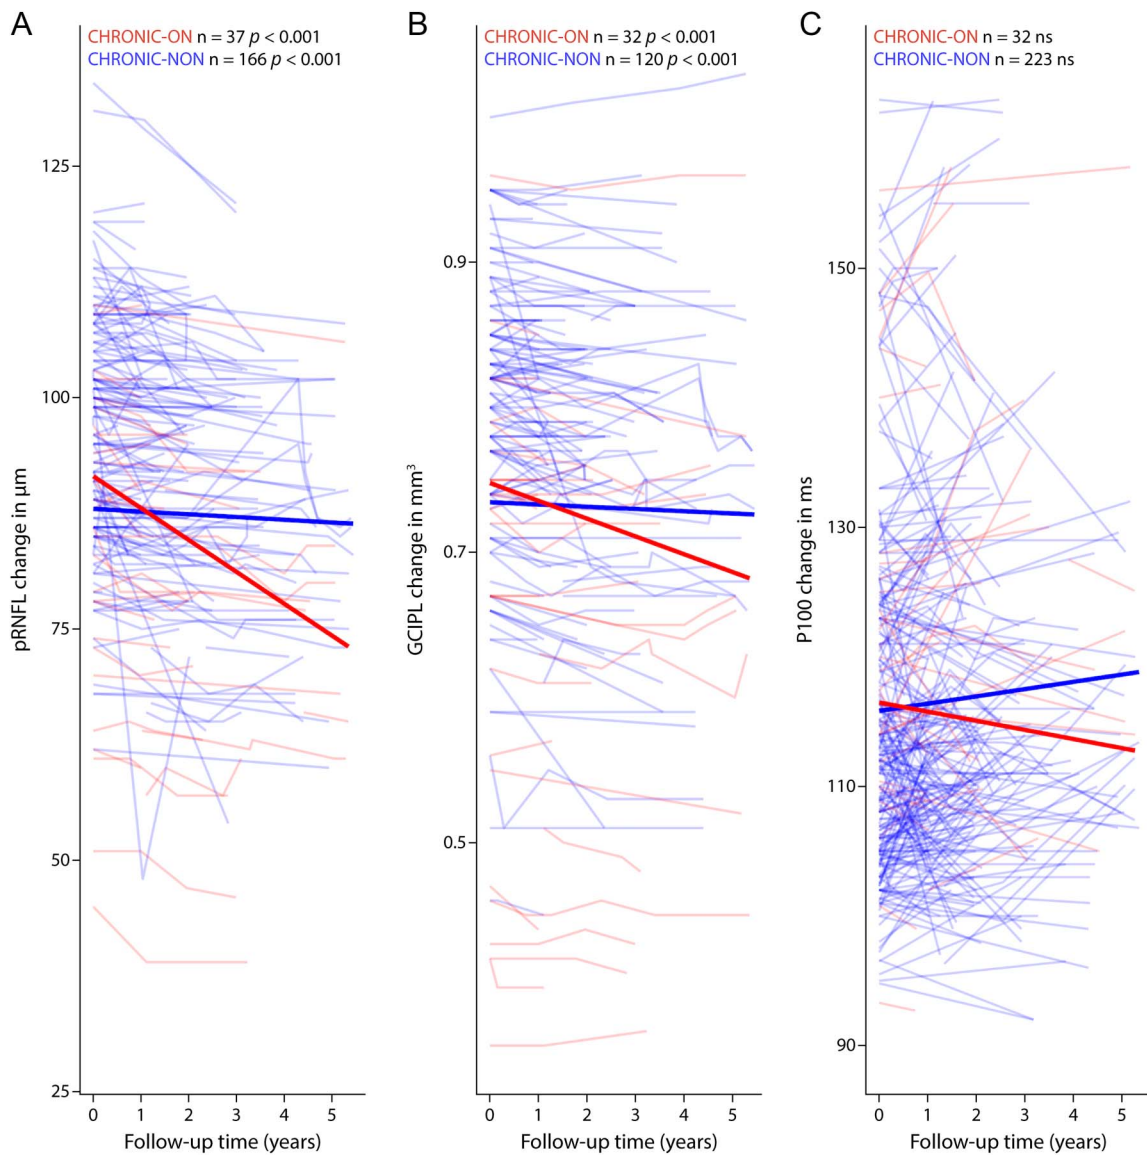 A
CHRONIC-ON n = 37 p < 0.001
CHRONIC-NON n = 166 p < 0.001
pRNFL change in µm
125
100
75
50
25
0 1 2 3 4 5
Follow-up time (years)
B
CHRONIC-ON n = 32 p < 0.001
CHRONIC-NON n = 120 p < 0.001
GCIPL change in mm³
0.9
0.7
0.5
0 1 2 3 4 5
Follow-up time (years)
C
CHRONIC-ON n = 32 ns
CHRONIC-NON n = 223 ns
P100 change in ms
150
130
110
90
0 1 2 3 4 5
Follow-up time (years)